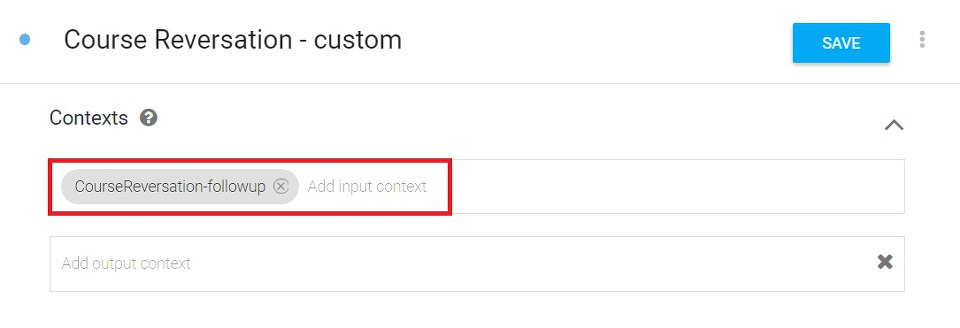 Course Reversation - custom
SAVE
Contexts
CourseReversation-followup Add input context
Add output context